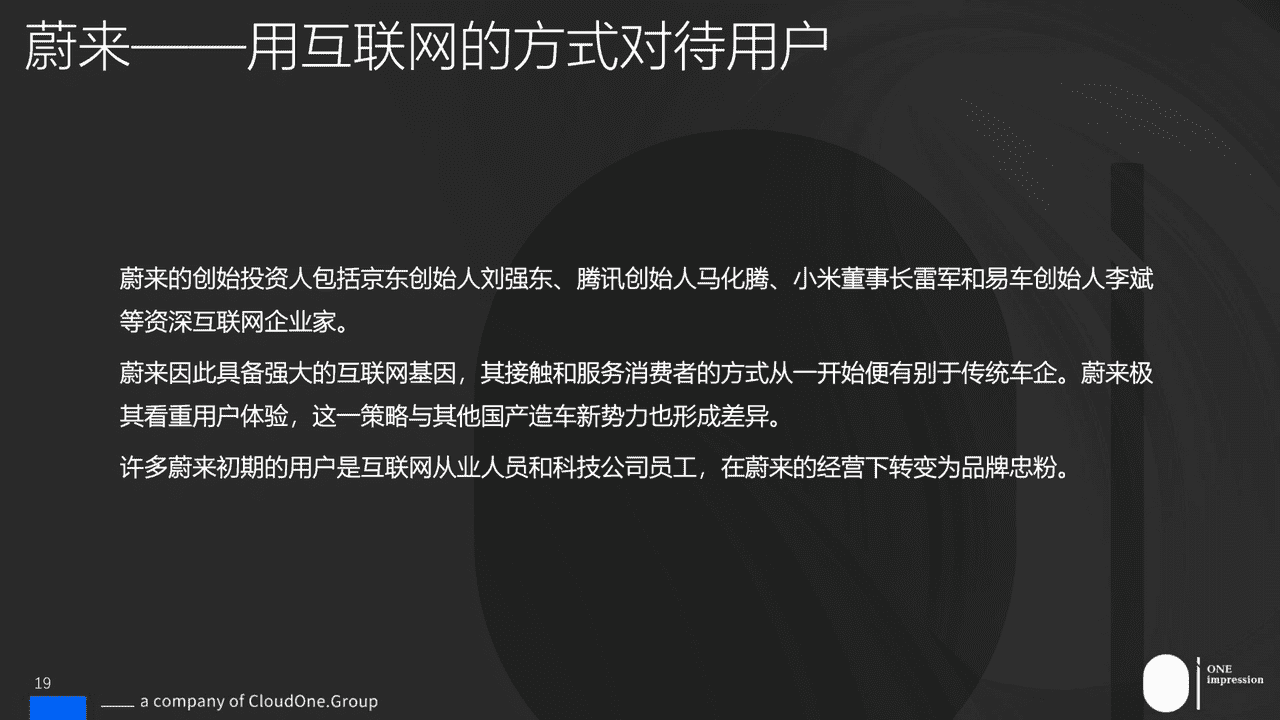 蔚来——用互联网的方式对待用户
蔚来的创始投资人包括京东创始人刘强东、腾讯创始人马化腾、小米董事长雷军和易车创始人李斌
等资深互联网企业家。
蔚来因此具备强大的互联网基因，其接触和服务消费者的方式从一开始便有别于传统车企。蔚来极
其看重用户体验，这一策略与其他国产造车新势力也形成差异。
许多蔚来初期的用户是互联网从业人员和科技公司员工，在蔚来的经营下转变为品牌忠粉。
19
a company of CloudOne.Group
ONE
impression